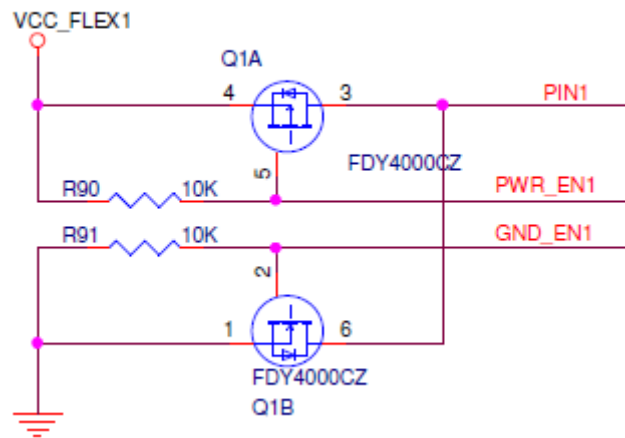 VCC_FLEX1
Q1A
4 3 PIN1
5 FDY4000CZ
R90 10K PWR_EN1
R91 10K GND_EN1
2
1 6
FDY4000CZ
Q1B